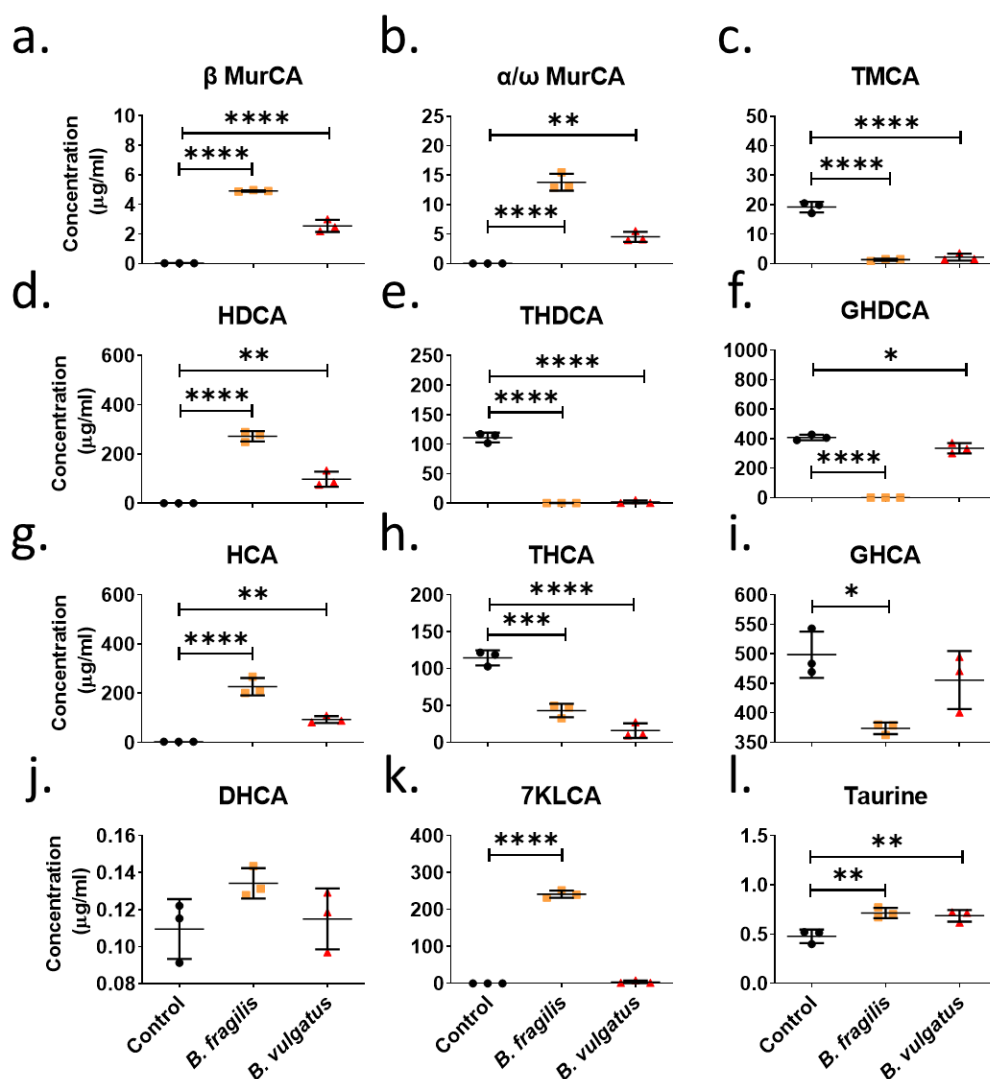 a.
β MurCA
Concentration
(μg/ml)
10
8
6
4
2
0
****
****
b.
α/ω MurCA
25
20
15
10
5
0
**
****
c.
TMCA
50
40
30
20
10
0
****
****
d.
HDCA
Concentration
(μg/ml)
600
400
200
0
**
****
e.
THDCA
250
200
150
100
50
0
****
****
f.
GHDCA
1000
800
600
400
200
0
*
****
g.
HCA
Concentration
(μg/ml)
600
400
200
0
**
****
h.
THCA
200
150
100
50
0
****
***
i.
GHCA
600
550
500
450
400
350
*
j.
DHCA
Concentration
(μg/ml)
0.16
0.14
0.12
0.10
0.08
Control
B. fragilis
B. vulgatus
k.
7KLCA
400
300
200
100
0
****
Control
B. fragilis
B. vulgatus
l.
Taurine
1.5
1.0
0.5
0.0
**
**
Control
B. fragilis
B. vulgatus